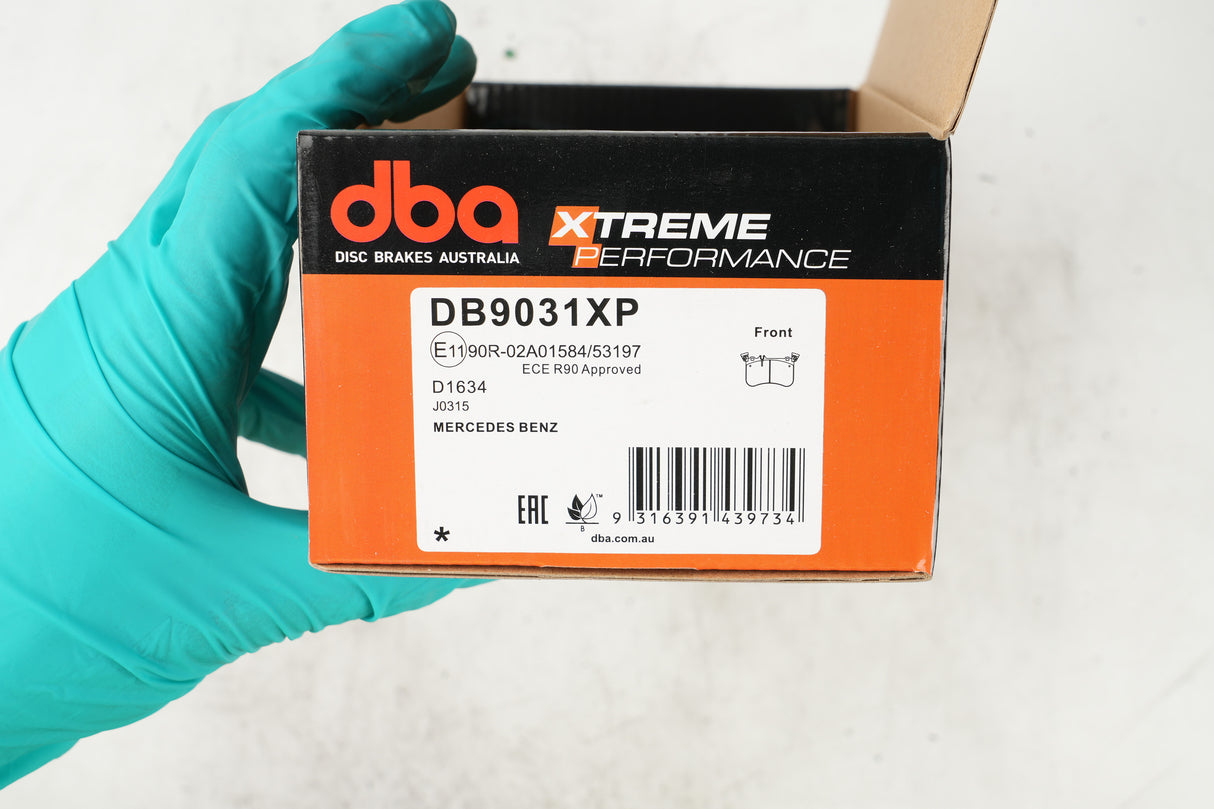 dba
DISC BRAKES AUSTRALIA
XTREME
PERFORMANCE
DB9031XP
E11 90R-02A01584/53197
ECE R90 Approved
D1634
J0315
MERCEDES BENZ
Front
EAC
™
B
9 316391 439734
*
dba.com.au